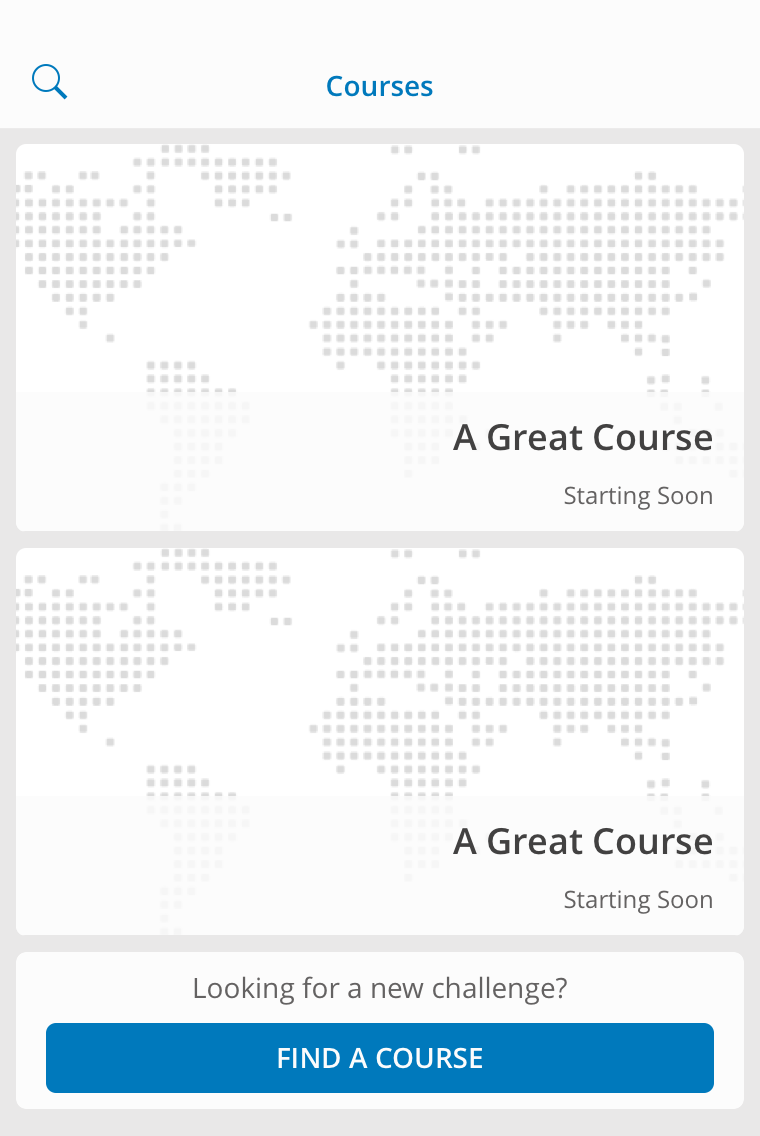 Courses
A Great Course
Starting Soon
A Great Course
Starting Soon
Looking for a new challenge?
FIND A COURSE